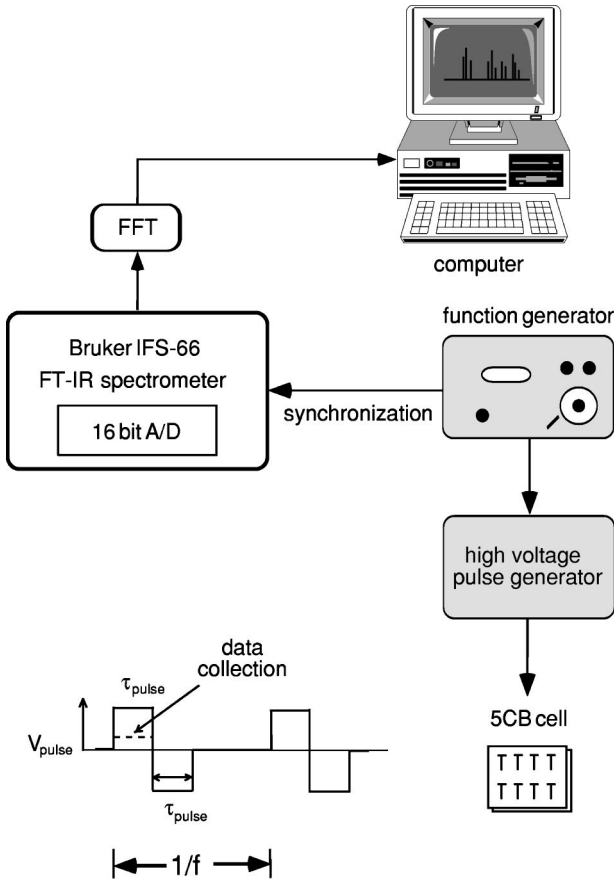 FFT
computer
Bruker IFS-66
FT-IR spectrometer
16 bit A/D
function generator
synchronization
high voltage
pulse generator
data
collection
τpulse
Vpulse
τpulse
1/f
5CB cell
T T T T
T T T T